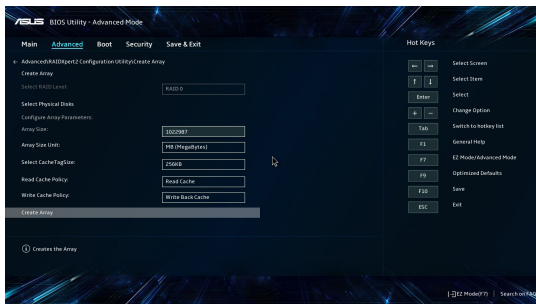 ASUS BIOS Utility - Advanced Mode
Main Advanced Boot Security Save & Exit
Hot Keys
← Advanced\RAIDXpert2 Configuration Utility\Create Array
Create Array
Select RAID Level: RAID 0
Select Physical Disks
Configure Array Parameters:
Array Size: 1022987
Array Size Unit: MB (MegaBytes)
Select CacheTagSize: 256KB
Read Cache Policy: Read Cache
Write Cache Policy: Write Back Cache
Create Array
← → Select Screen
↑ ↓ Select Item
Enter Select
+ − Change Option
Tab Switch to hotkey list
F1 General Help
F7 EZ Mode/Advanced Mode
F9 Optimized Defaults
F10 Save
ESC Exit
i Creates the Array
EZ Mode(F7) | Search on FAQ